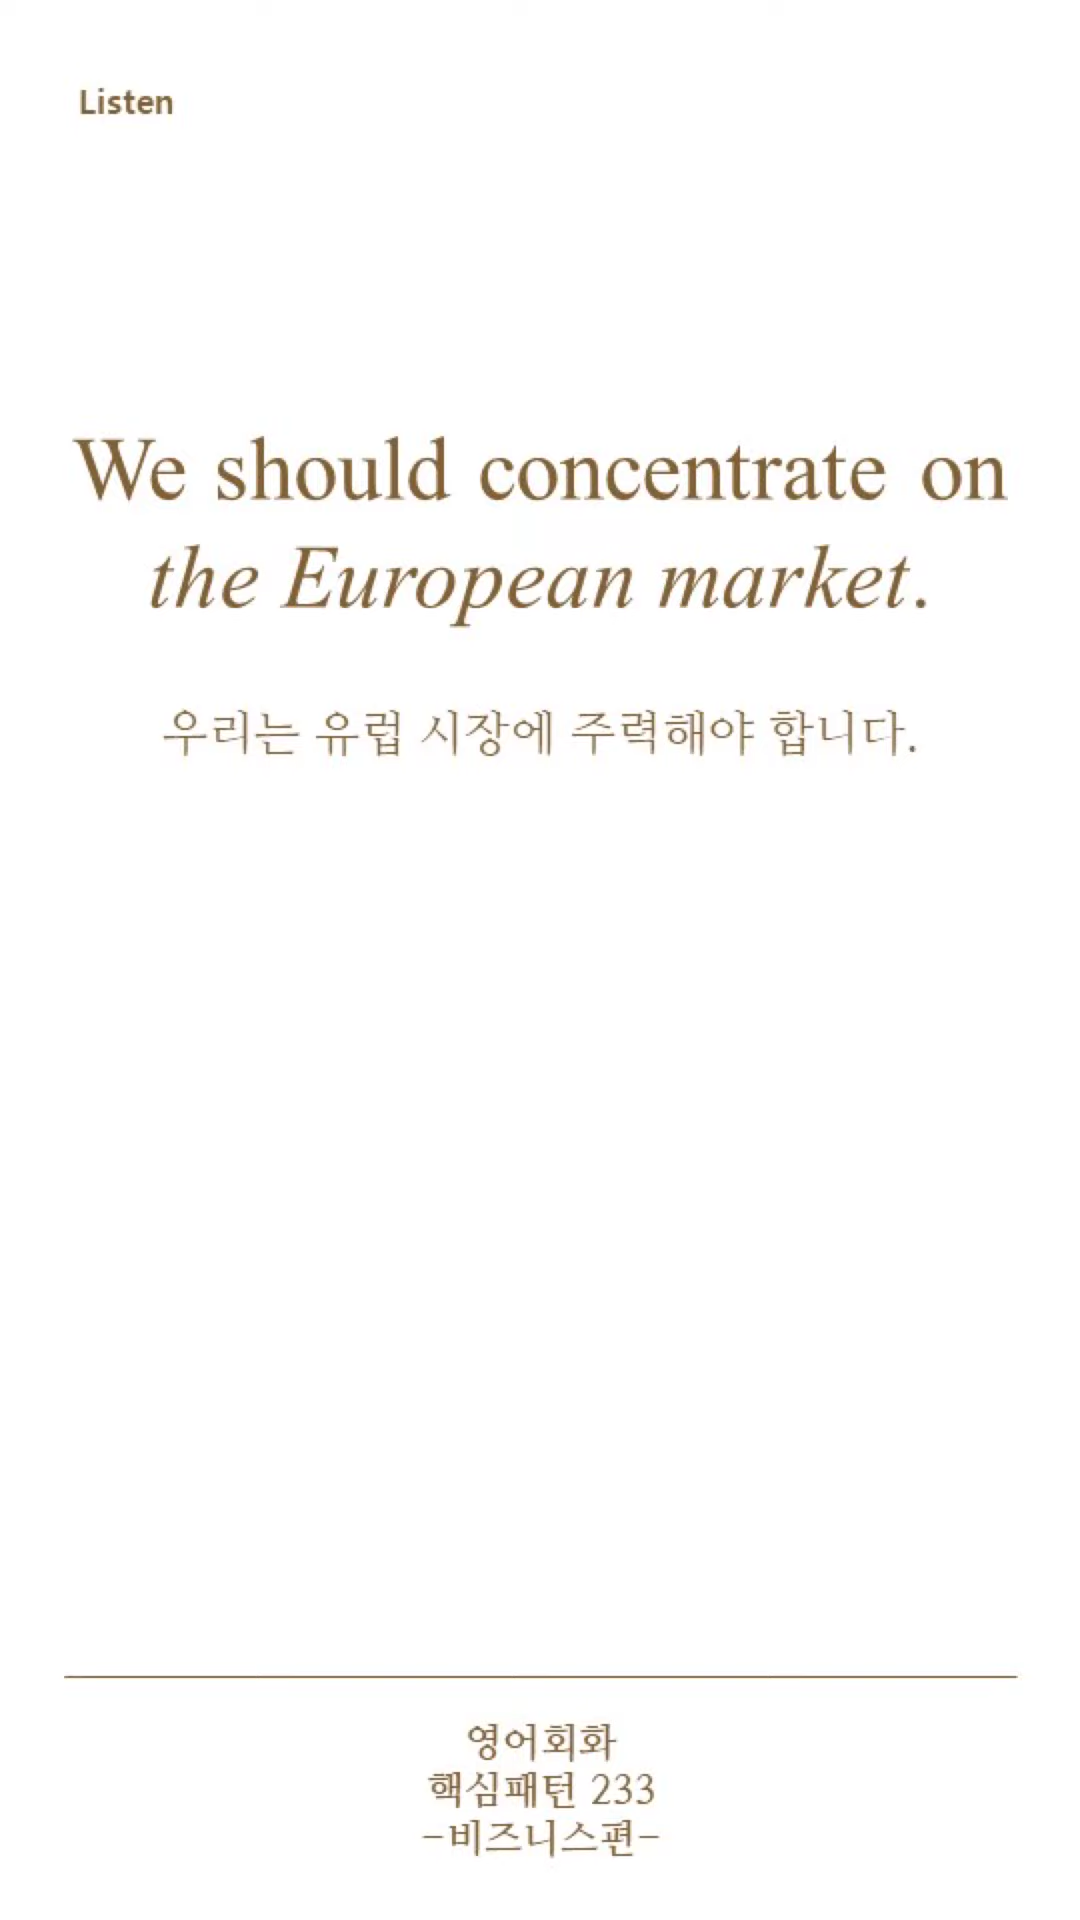 Listen
We should concentrate on
the European market.
우리는 유럽 시장에 주력해야 합니다.
영어회화
핵심패턴 233
-비즈니스편-